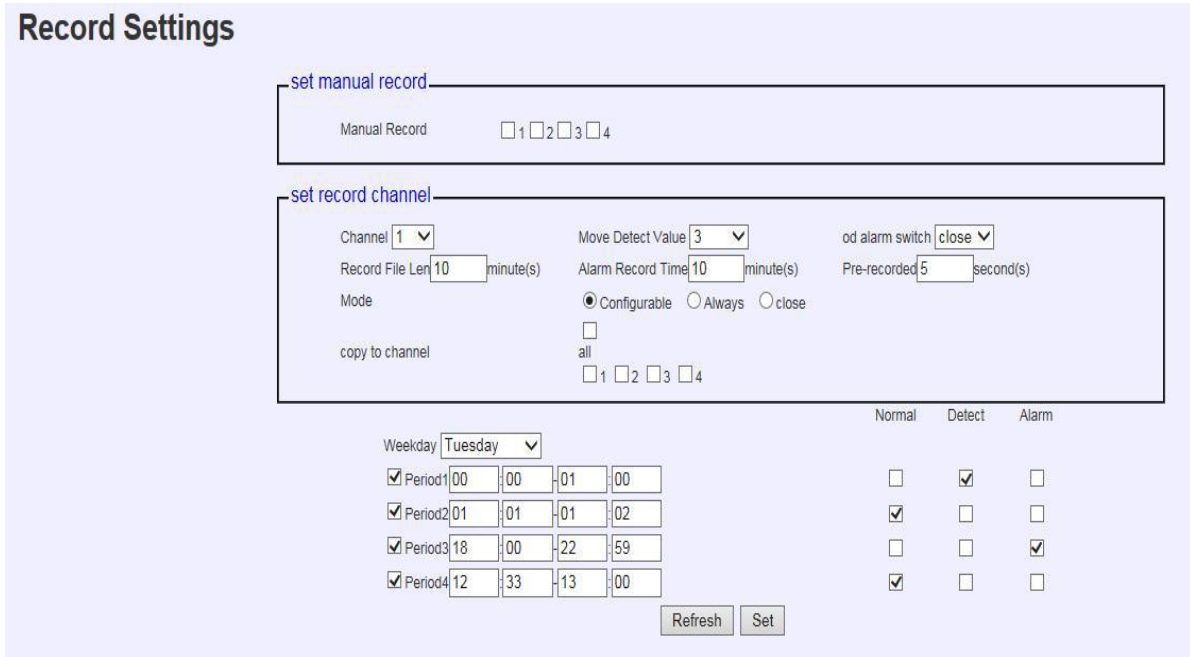 Record Settings
set manual record
Manual Record 1 2 3 4
set record channel
Channel 1 Move Detect Value 3 od alarm switch close
Record File Len 10 minute(s) Alarm Record Time 10 minute(s) Pre-recorded 5 second(s)
Mode Configurable Always close
copy to channel all
1 2 3 4
Normal Detect Alarm
Weekday Tuesday
Period1 00 : 00 - 01 : 00
Period2 01 : 01 - 01 : 02
Period3 18 : 00 - 22 : 59
Period4 12 : 33 - 13 : 00
Refresh Set